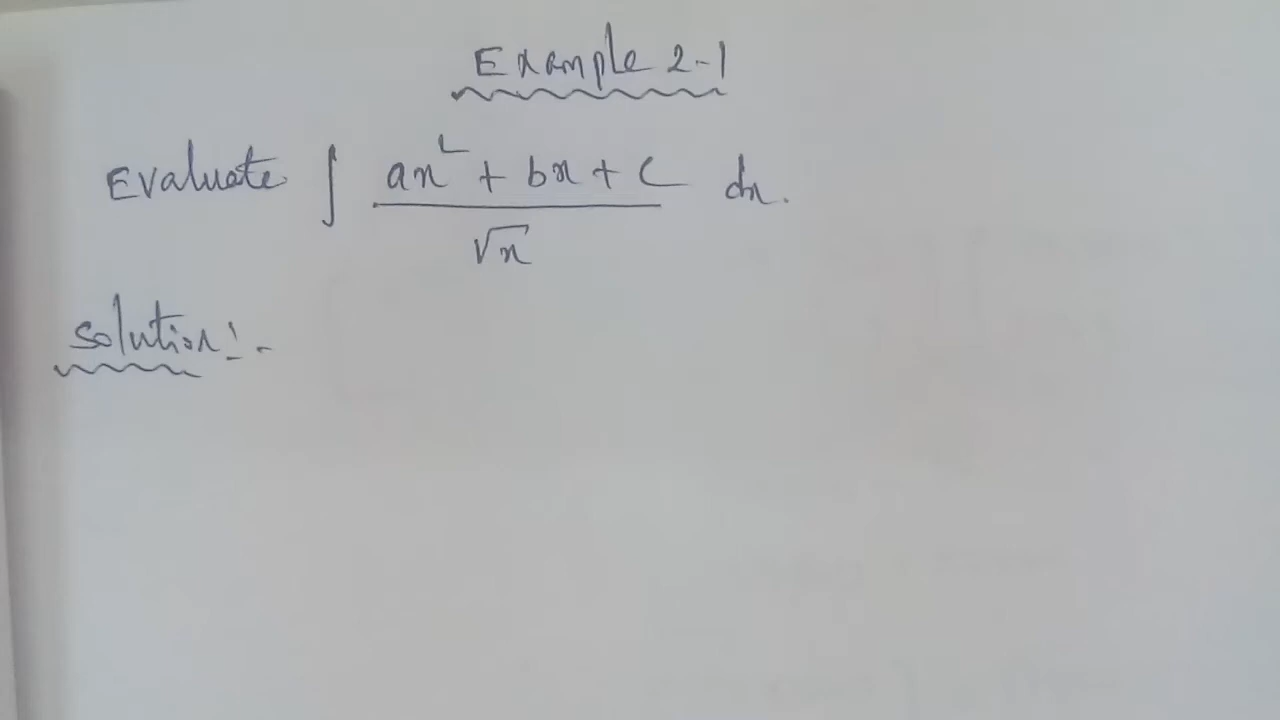 Example 2.1
Evaluate ∫ (ax² + bx + c)/√x dx.
Solution:-